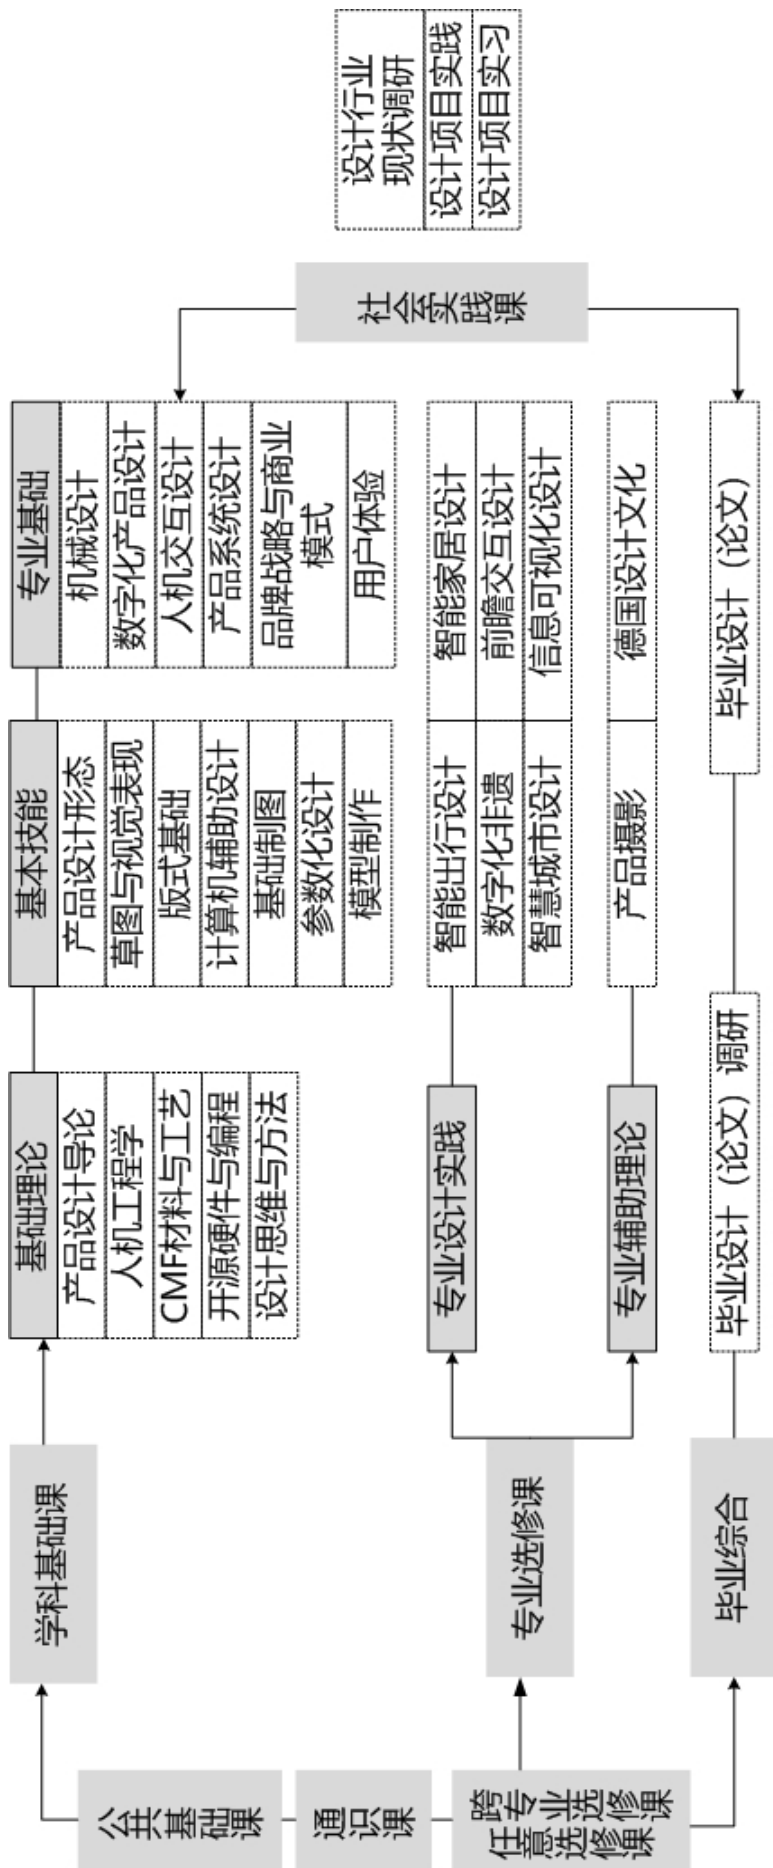 公共
基础
课
通
识
课
跨专业选修课
任意选修
课
学科基础课
专业选修课
毕业综合
基础理论
产品设计导论
人机工程学
CMF材料与工艺
开源硬件与编程
设计思维与方法
基本技能
产品设计形态
草图与视觉表现
版式基础
计算机辅助设计
基础制图
参数化设计
模型制作
专业基础
机械设计
数字化产品设计
人机交互设计
产品系统设计
品牌战略与商业
模式
用户体验
专业设计实践
智能出行设计
智能家居设计
数字化非遗
前瞻交互设计
智慧城市设计
信息可视化设计
专业辅助理论
产品摄影
德国设计文化
毕业设计（论文）调研
毕业设计（论文）
社会实践
课
设计行业
现状调研
设计项目实践
设计项目实习